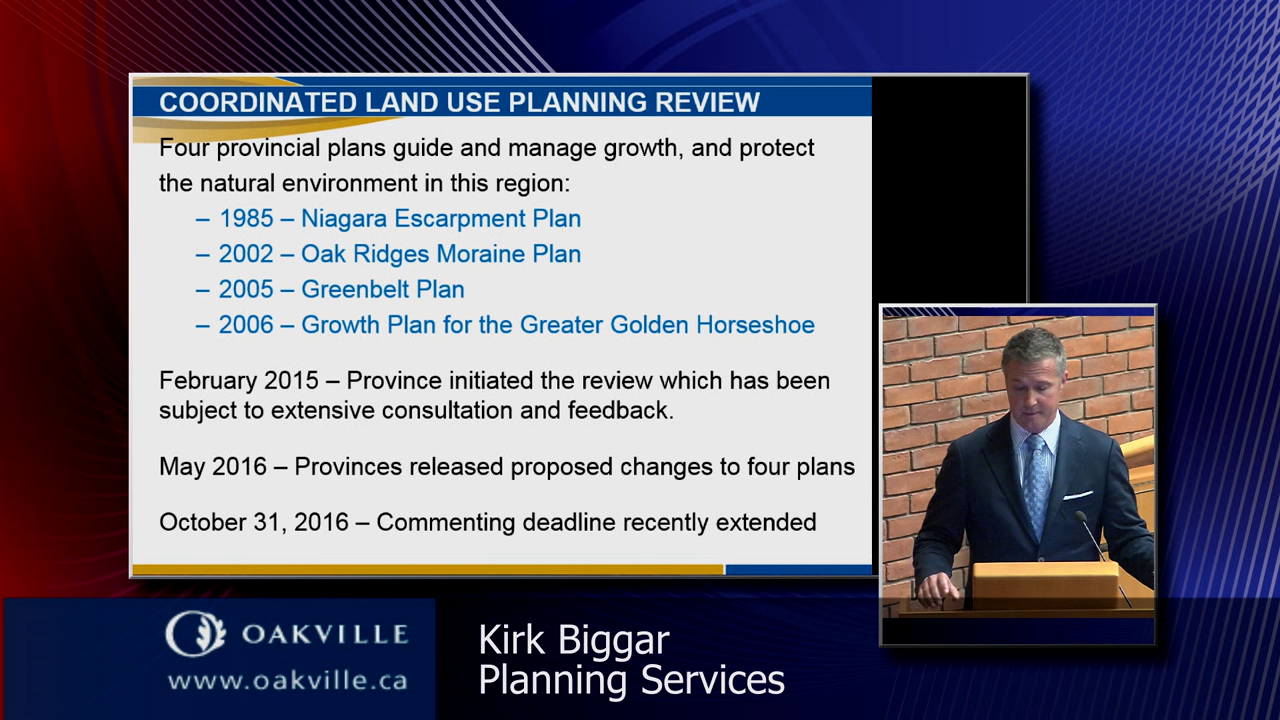 COORDINATED LAND USE PLANNING REVIEW
Four provincial plans guide and manage growth, and protect
the natural environment in this region:
– 1985 – Niagara Escarpment Plan
– 2002 – Oak Ridges Moraine Plan
– 2005 – Greenbelt Plan
– 2006 – Growth Plan for the Greater Golden Horseshoe
February 2015 – Province initiated the review which has been
subject to extensive consultation and feedback.
May 2016 – Provinces released proposed changes to four plans
October 31, 2016 – Commenting deadline recently extended
OAKVILLE
www.oakville.ca
Kirk Biggar
Planning Services